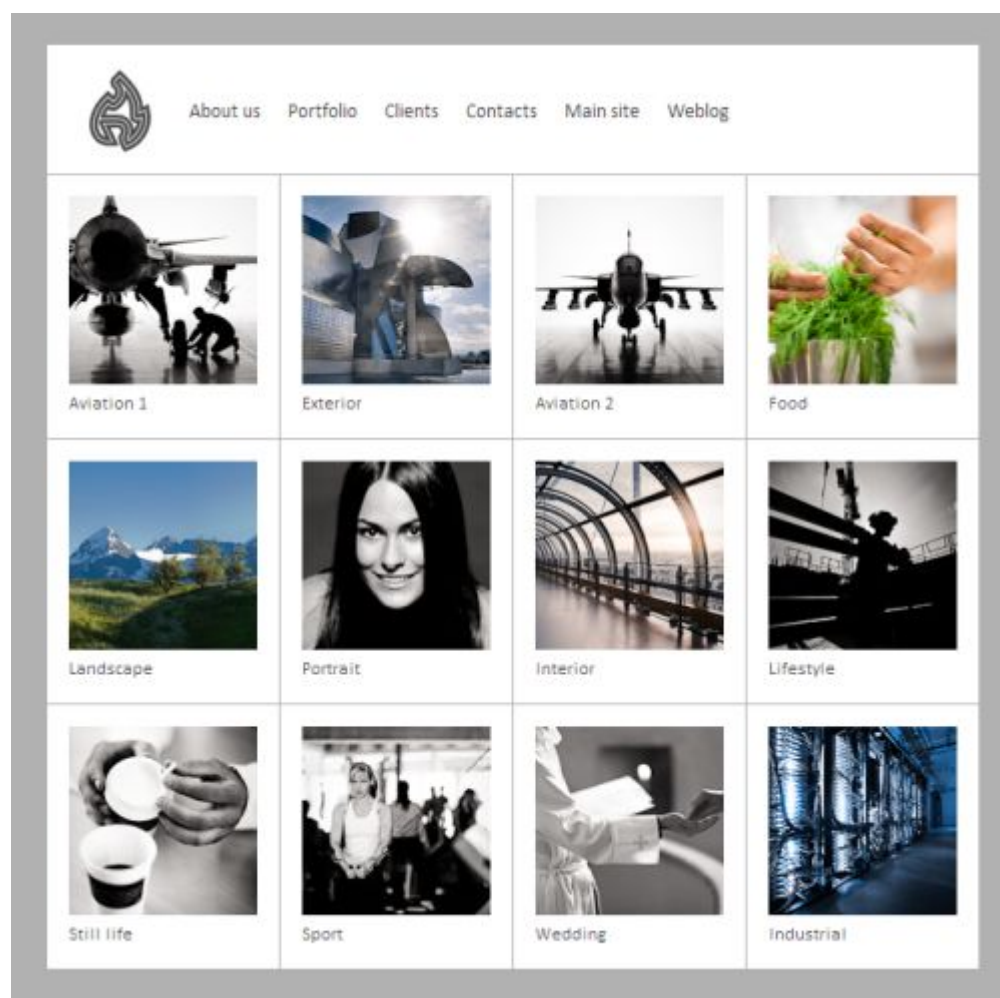 About us Portfolio Clients Contacts Main site Weblog
Aviation 1 Exterior Aviation 2 Food
Landscape Portrait Interior Lifestyle
Still life Sport Wedding Industrial